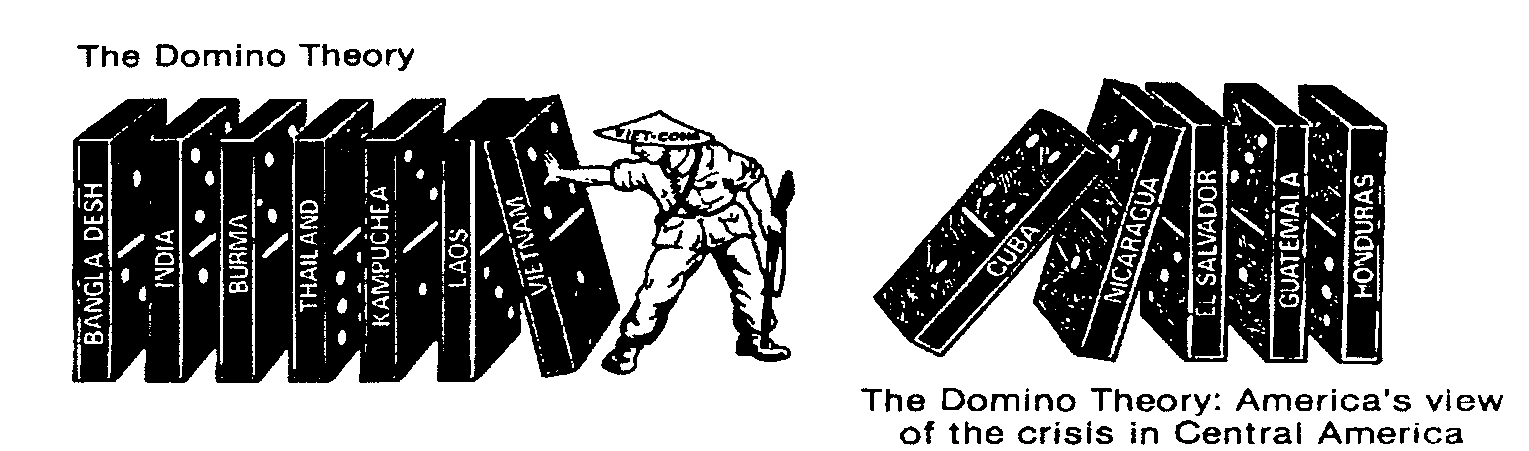 The Domino Theory
BANGLA DESH
INDIA
BURMA
THAILAND
KAMPUCHEA
LAOS
VIETNAM
VIET-CONG
CUBA
NICARAGUA
EL SALVADOR
GUATEMALA
HONDURAS
The Domino Theory: America's view
of the crisis in Central America